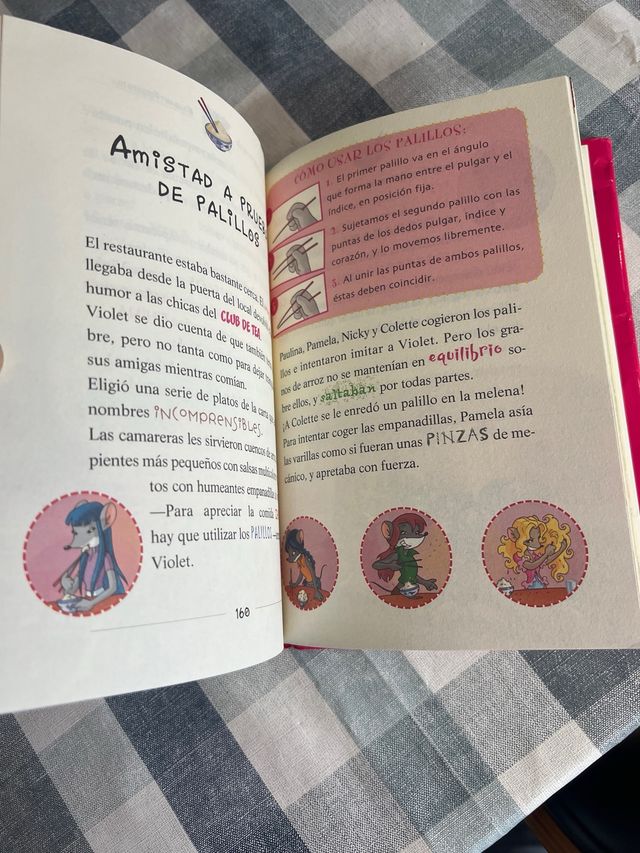 AMISTAD A PRUEBA
DE PALILLOS
El restaurante estaba bastante cerca. El
llegaba desde la puerta del local
humor a las chicas del CLUB DE TEA
Violet se dio cuenta de que también
bre, pero no tanto como para dejar
sus amigas mientras comían.
Eligió una serie de platos de la carta
nombres INCOMPRENSIBLES.
Las camareras les sirvieron cuencos de
pientes más pequeños con salsas
tos con humeantes empanadillas
—Para apreciar la comida
hay que utilizar los PALILLOS
Violet.
160
CÓMO USAR LOS PALILLOS:
1. El primer palillo va en el ángulo
que forma la mano entre el pulgar y el
índice, en posición fija.
2. Sujetamos el segundo palillo con las
puntas de los dedos pulgar, índice y
corazón, y lo movemos libremente.
3. Al unir las puntas de ambos palillos,
éstas deben coincidir.
Paulina, Pamela, Nicky y Colette cogieron los pali-
llos e intentaron imitar a Violet. Pero los gra-
nos de arroz no se mantenían en equilibrio so-
bre ellos, y saltaban por todas partes.
¡A Colette se le enredó un palillo en la melena!
Para intentar coger las empanadillas, Pamela asía
las varillas como si fueran unas PINZAS de me-
cánico, y apretaba con fuerza.